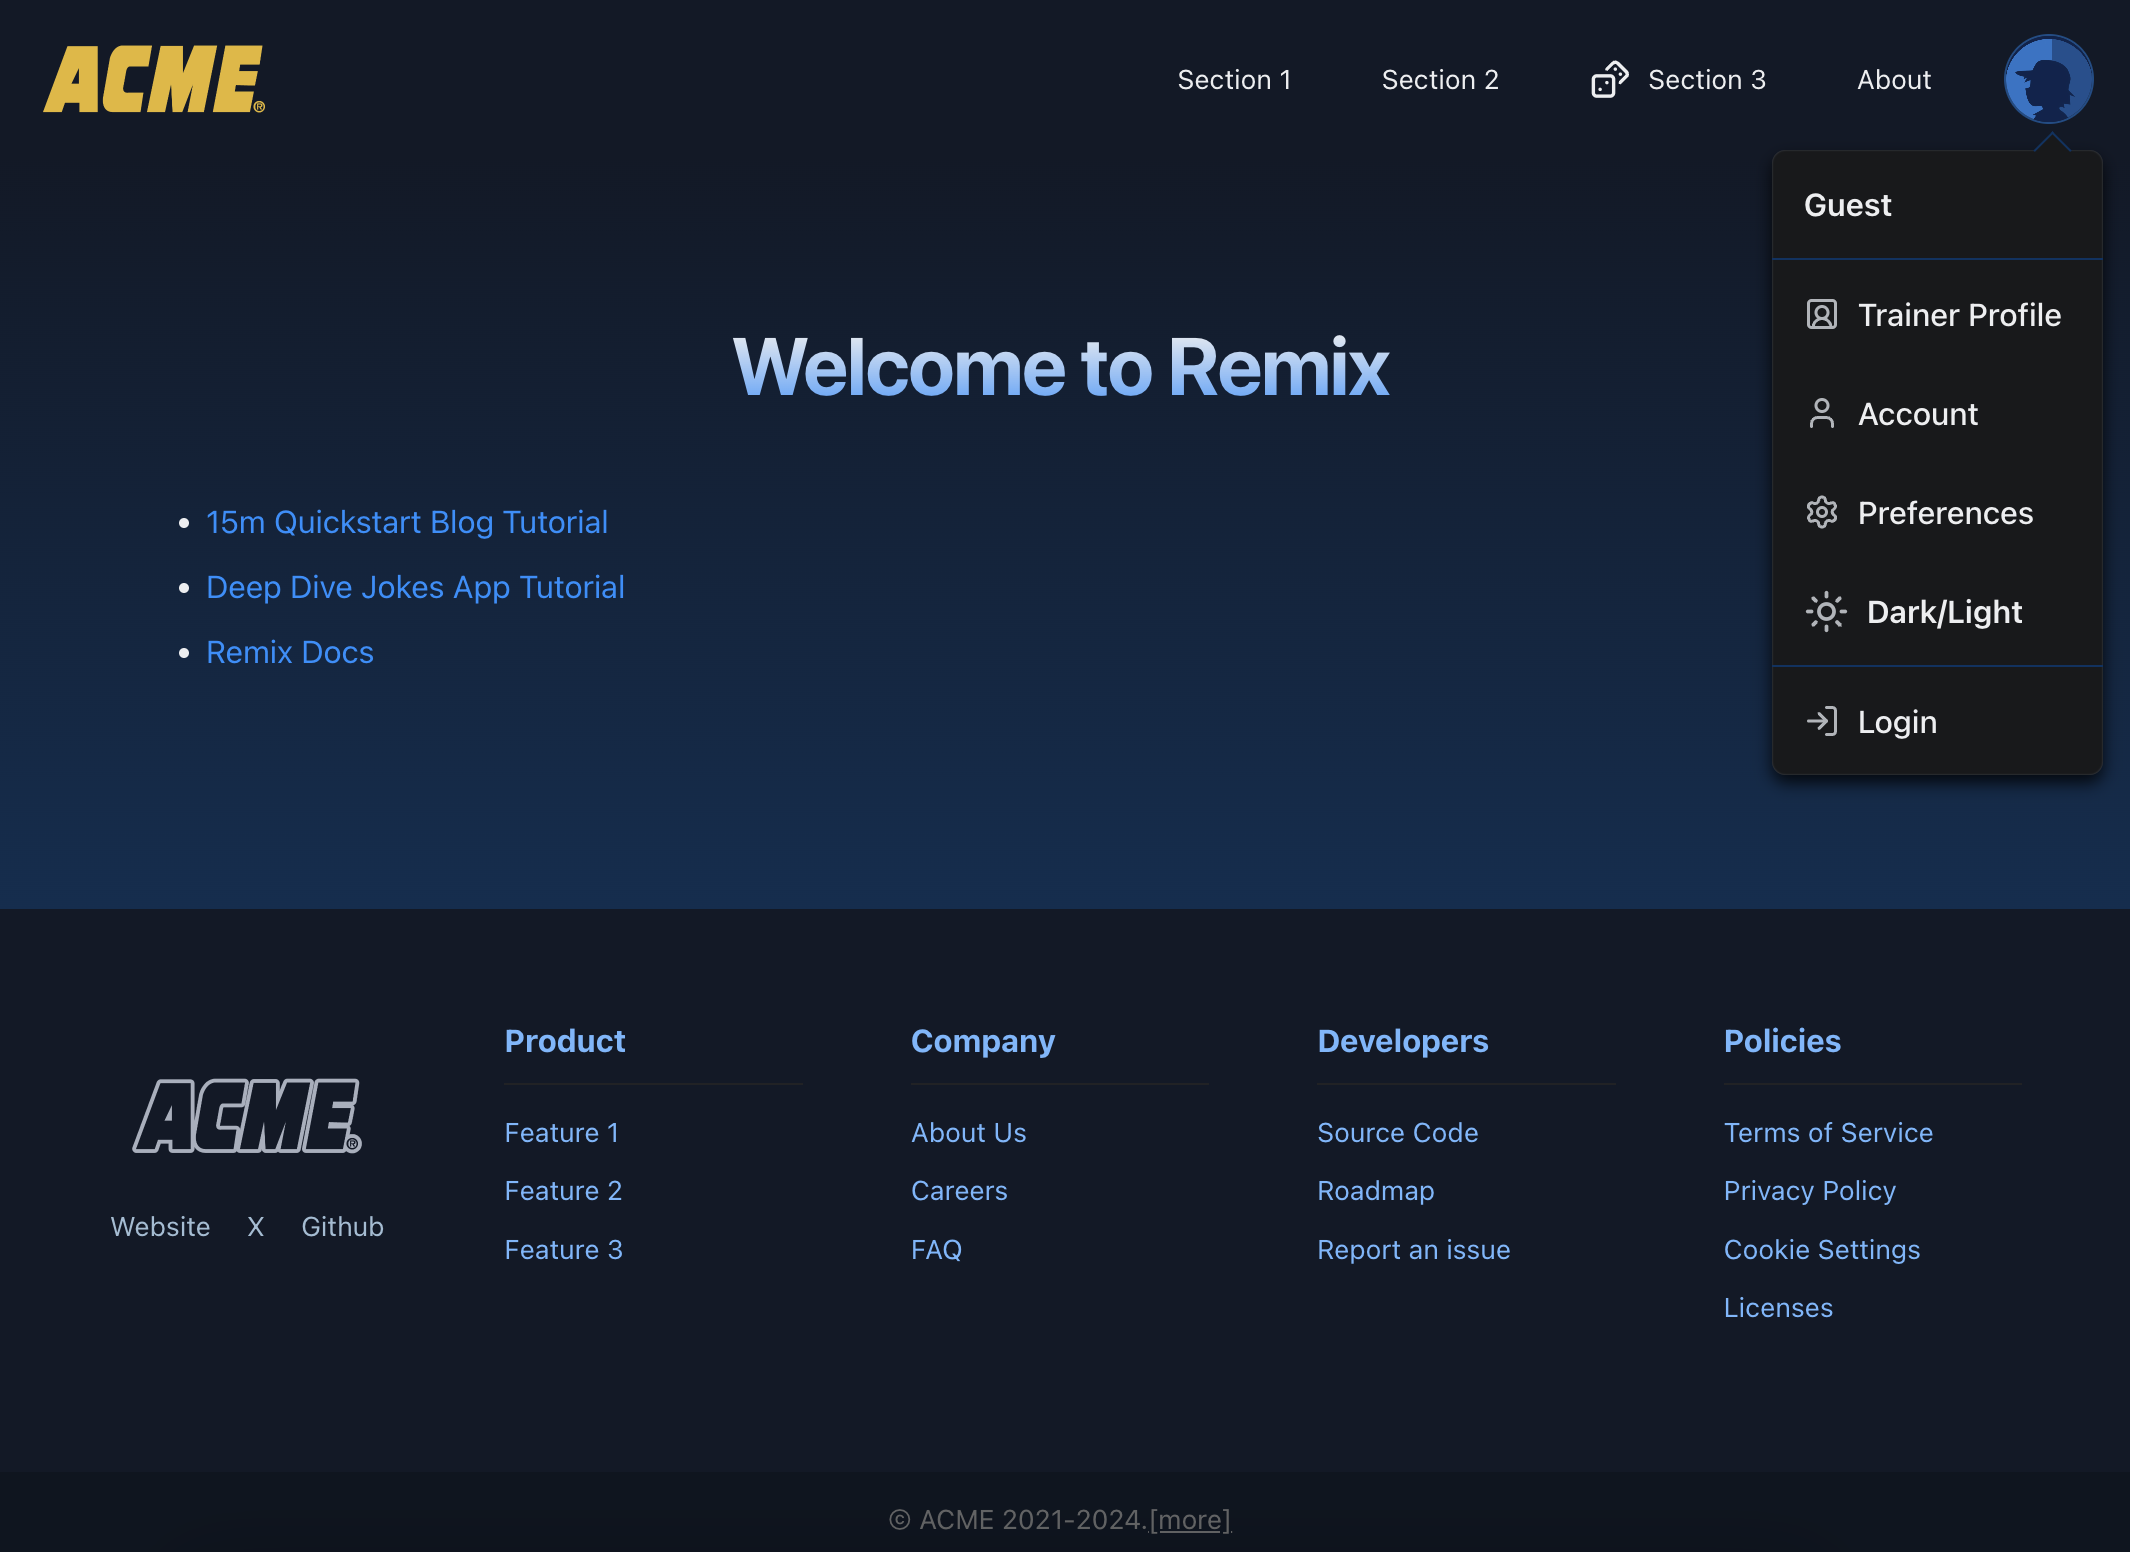 ACME®
Section 1 Section 2 Section 3 About
Guest
Trainer Profile
Account
Preferences
Dark/Light
Login
Welcome to Remix
• 15m Quickstart Blog Tutorial
• Deep Dive Jokes App Tutorial
• Remix Docs
ACME®
Website X Github
Product
Feature 1
Feature 2
Feature 3
Company
About Us
Careers
FAQ
Developers
Source Code
Roadmap
Report an issue
Policies
Terms of Service
Privacy Policy
Cookie Settings
Licenses
© ACME 2021-2024.[more]